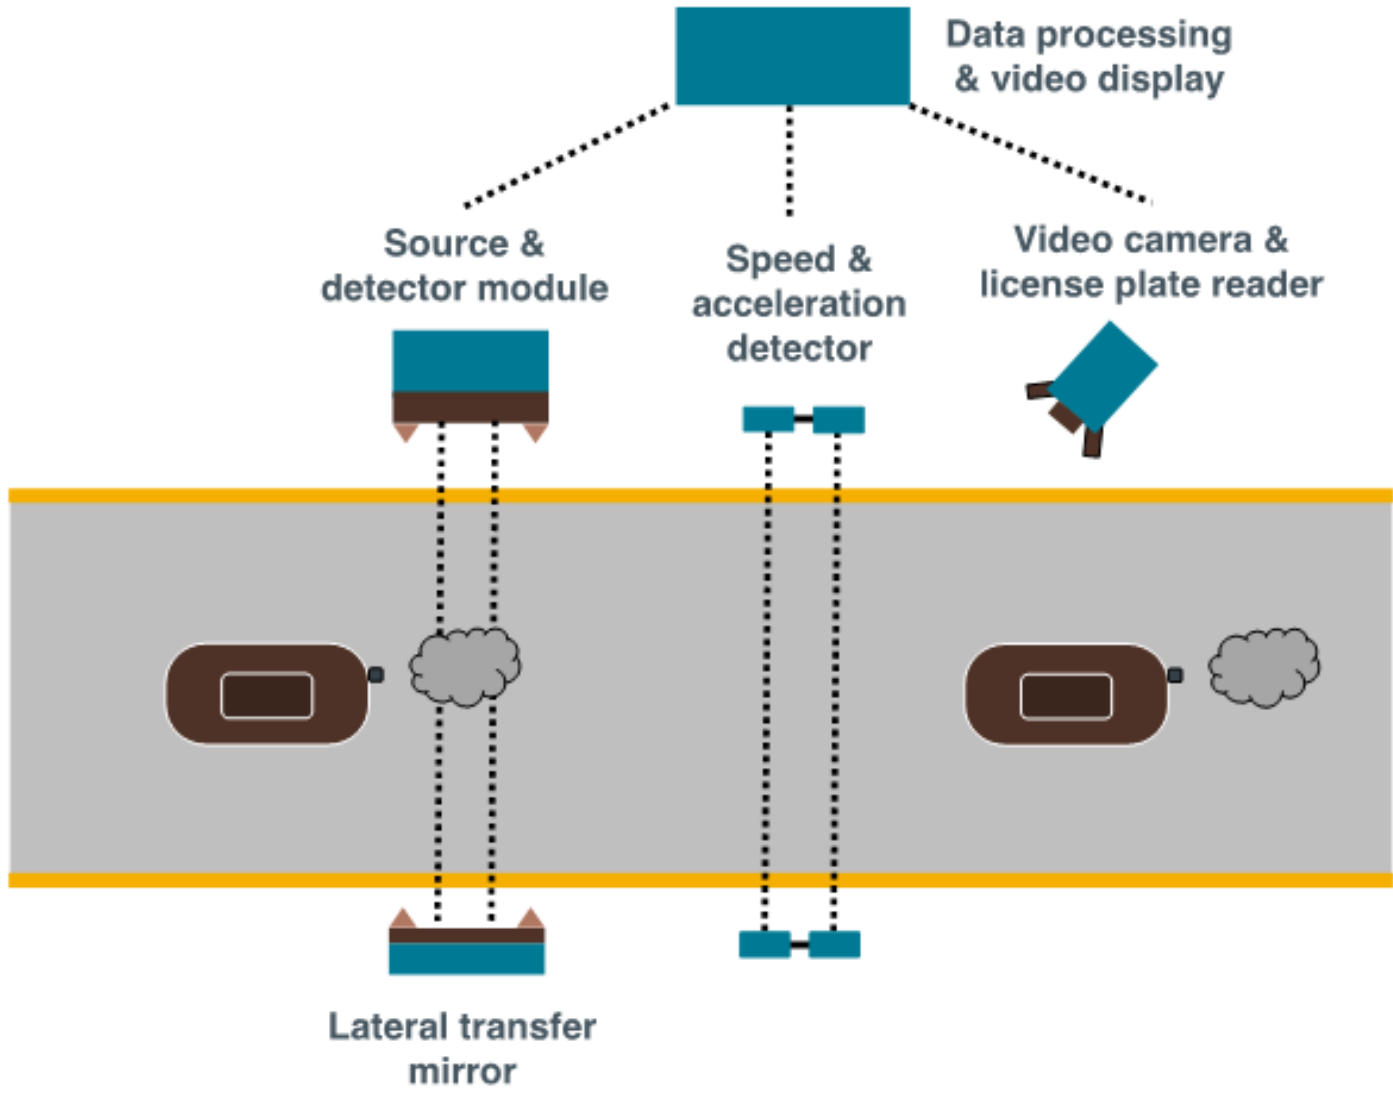 Data processing
& video display
Source &
detector module
Speed &
acceleration
detector
Video camera &
license plate reader
Lateral transfer
mirror